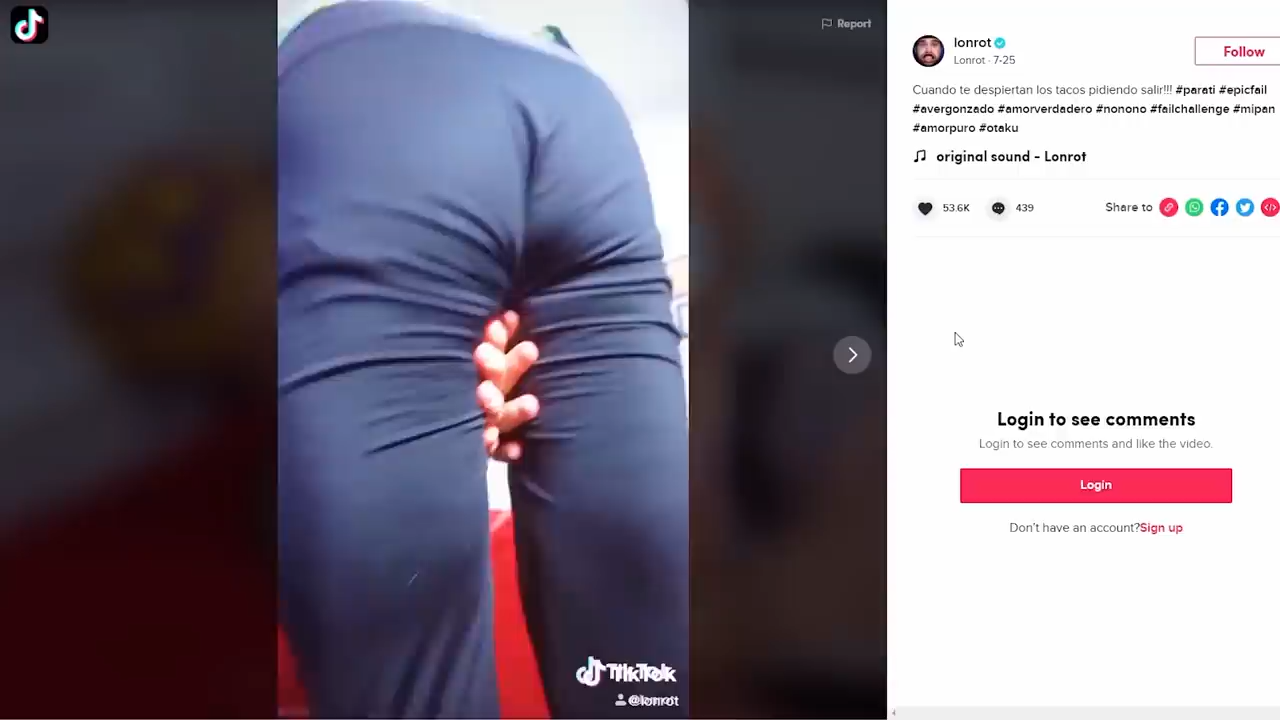 Report
lonrot
Lonrot · 7-25
Follow
Cuando te despiertan los tacos pidiendo salir!!! #parati #epicfail
#avergonzado #amorverdadero #nonono #failchallenge #mipan
#amorpuro #otaku
original sound - Lonrot
53.6K
439
Share to
Login to see comments
Login to see comments and like the video.
Login
Don't have an account?Sign up
TikTok
@lonrot